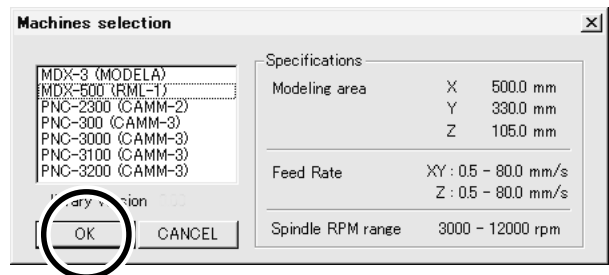 Machines selection
MDX-3 (MODELA)
MDX-500 (RML-1)
PNC-2300 (CAMM-2)
PNC-300 (CAMM-3)
PNC-3000 (CAMM-3)
PNC-3100 (CAMM-3)
PNC-3200 (CAMM-3)
OK CANCEL
Specifications
Modeling area X 500.0 mm
Y 330.0 mm
Z 105.0 mm
Feed Rate XY : 0.5 - 80.0 mm/s
Z : 0.5 - 80.0 mm/s
Spindle RPM range 3000 - 12000 rpm